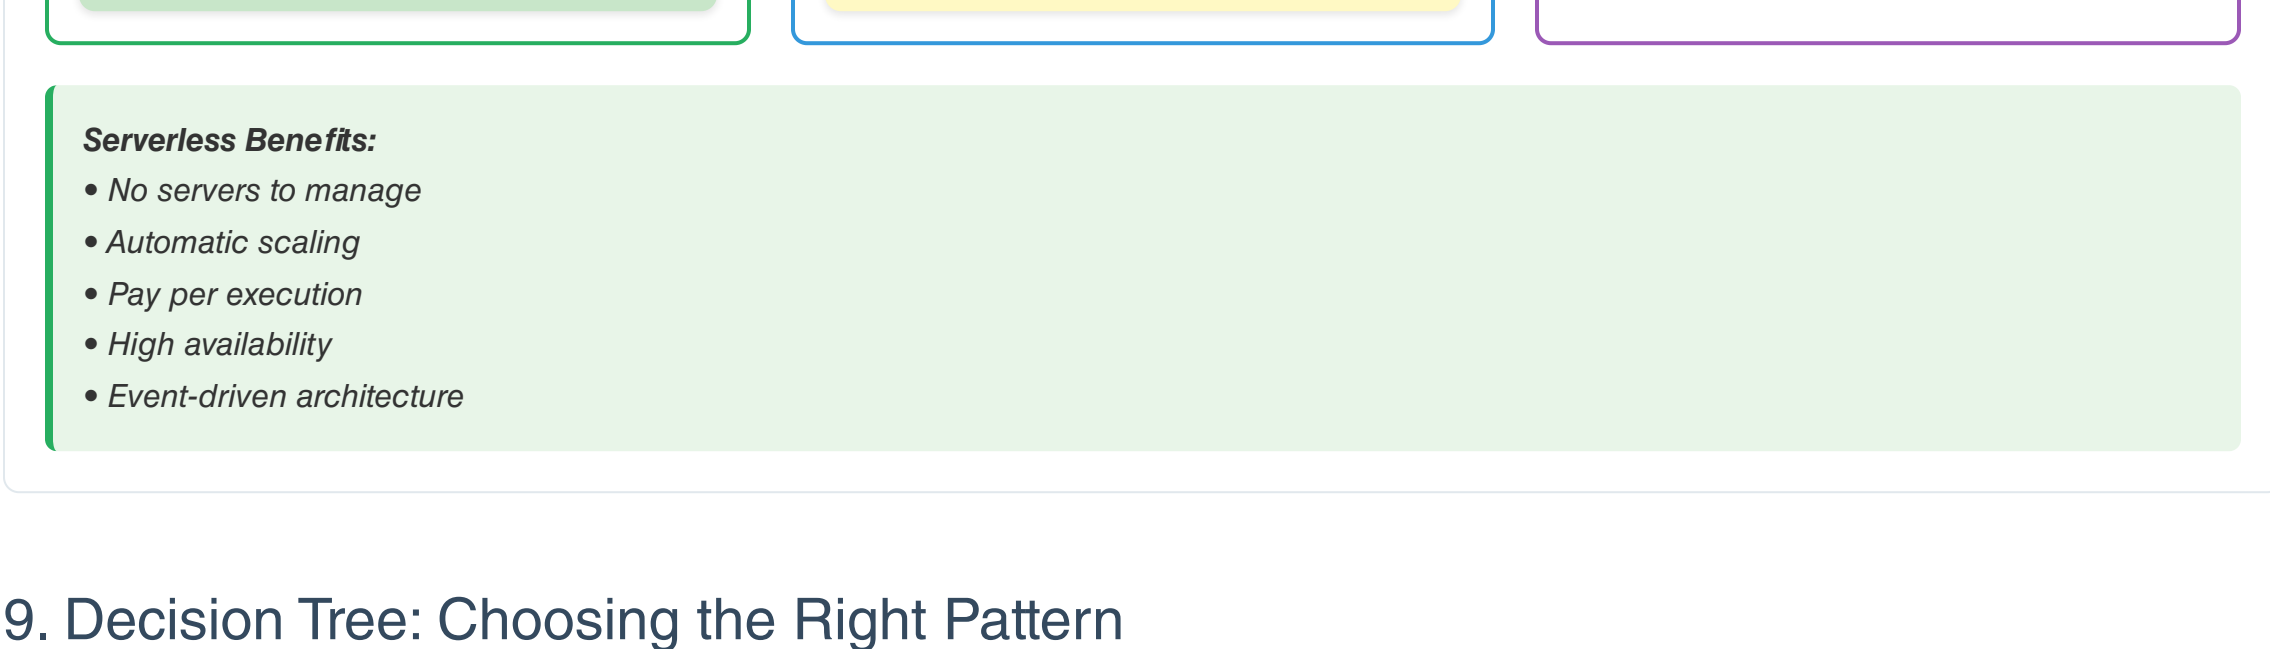 Serverless Benefits:
• No servers to manage
• Automatic scaling
• Pay per execution
• High availability
• Event-driven architecture
9. Decision Tree: Choosing the Right Pattern